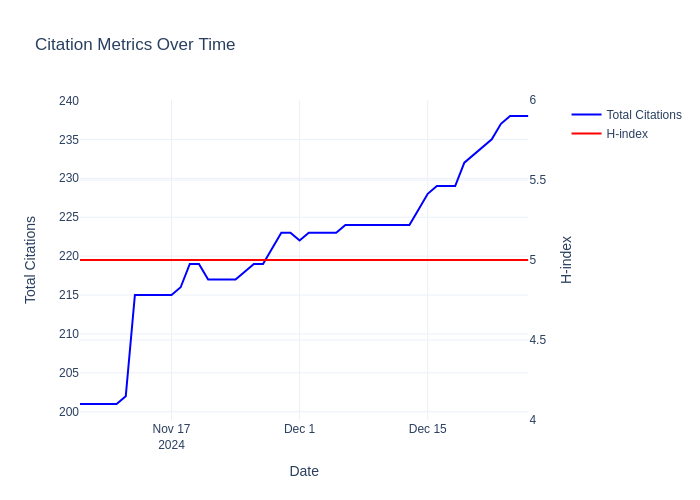 Citation Metrics Over Time
Total Citations
H-index
240
235
230
225
220
215
210
205
200
Total Citations
6
5.5
5
4.5
4
H-index
Nov 17
2024
Dec 1
Dec 15
Date